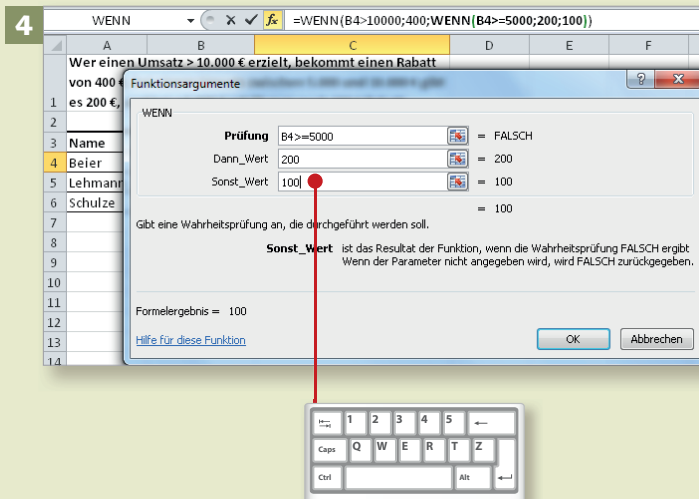 4
WENN =WENN(B4>10000;400;WENN(B4>=5000;200;100))
A B C D E F
Wer einen Umsatz > 10.000 € erzielt, bekommt einen Rabatt
von 400 €
1 es 200 €,
2
3 Name
4 Beier
5 Lehmann
6 Schulze
7
8
9
10
11
12
13
14
Funktionsargumente
WENN
Prüfung B4>=5000 = FALSCH
Dann_Wert 200 = 200
Sonst_Wert 100 = 100
= 100
Gibt eine Wahrheitsprüfung an, die durchgeführt werden soll.
Sonst_Wert ist das Resultat der Funktion, wenn die Wahrheitsprüfung FALSCH ergibt
Wenn der Parameter nicht angegeben wird, wird FALSCH zurückgegeben.
Formelergebnis = 100
Hilfe für diese Funktion
OK Abbrechen
1 2 3 4 5
Caps Q W E R T Z
Ctrl Alt